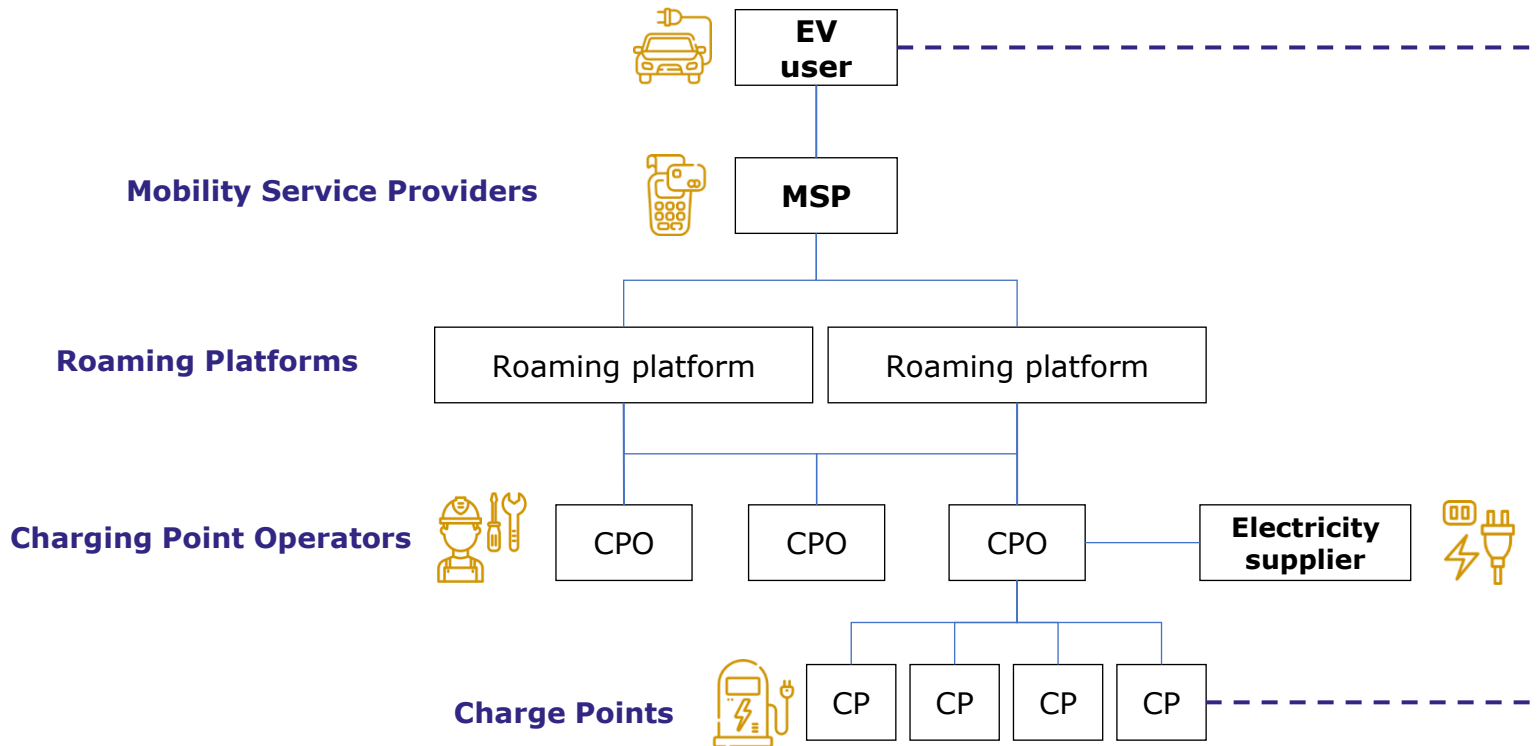 EV
user
Mobility Service Providers
MSP
Roaming Platforms
Roaming platform
Roaming platform
Charging Point Operators
CPO
CPO
CPO
Electricity
supplier
Charge Points
CP
CP
CP
CP